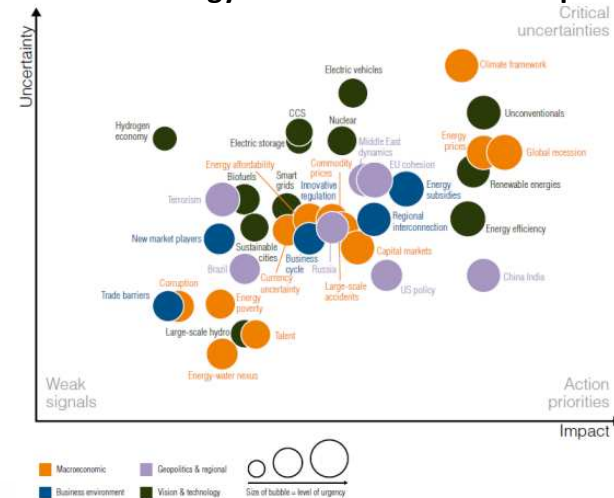 Critical
uncertainties
Uncertainty
Climate framework
Electric vehicles
Unconventionals
CCS
Nuclear
Hydrogen
economy
Electric storage
Middle East
dynamics
Energy
prices
Global recession
Energy affordability
Commodity
prices
EU cohesion
Biofuels
Smart
grids
Innovative
regulation
Energy
subsidies
Renewable energies
Terrorism
Regional
interconnection
Energy efficiency
New market players
Sustainable
cities
Business
cycle
Capital markets
Brazil
Currency
uncertainty
Russia
US policy
China India
Large-scale
accidents
Corruption
Trade barriers
Energy
poverty
Large-scale hydro
Talent
Energy-water nexus
Weak
signals
Action
priorities
Impact
Macroeconomic
Geopolitics & regional
Business environment
Vision & technology
Size of bubble = level of urgency